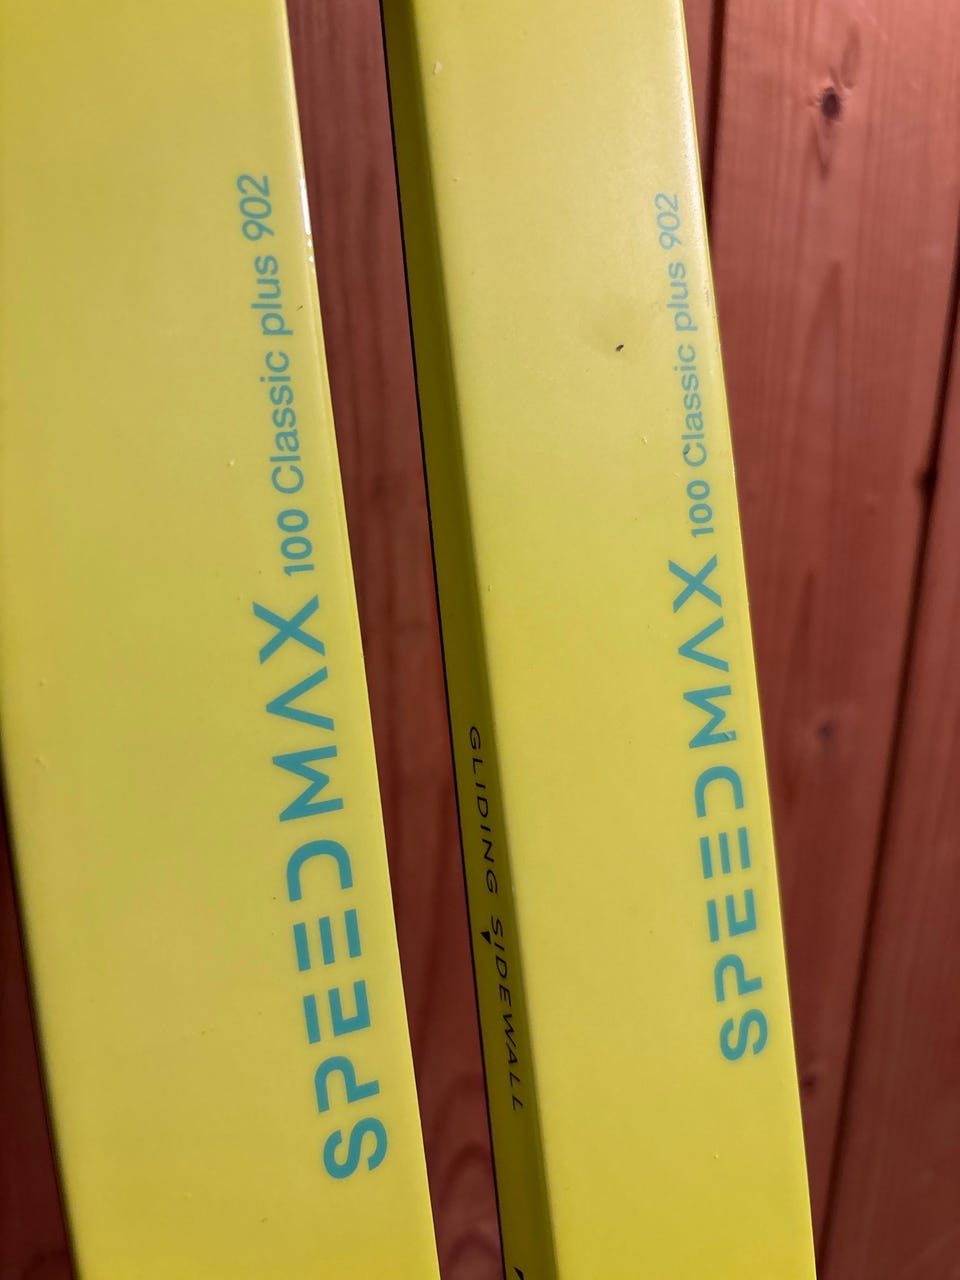 SPEEDMAX 100 Classic plus 902
GLIDING SIDEWALL
SPEEDMAX 100 Classic plus 902